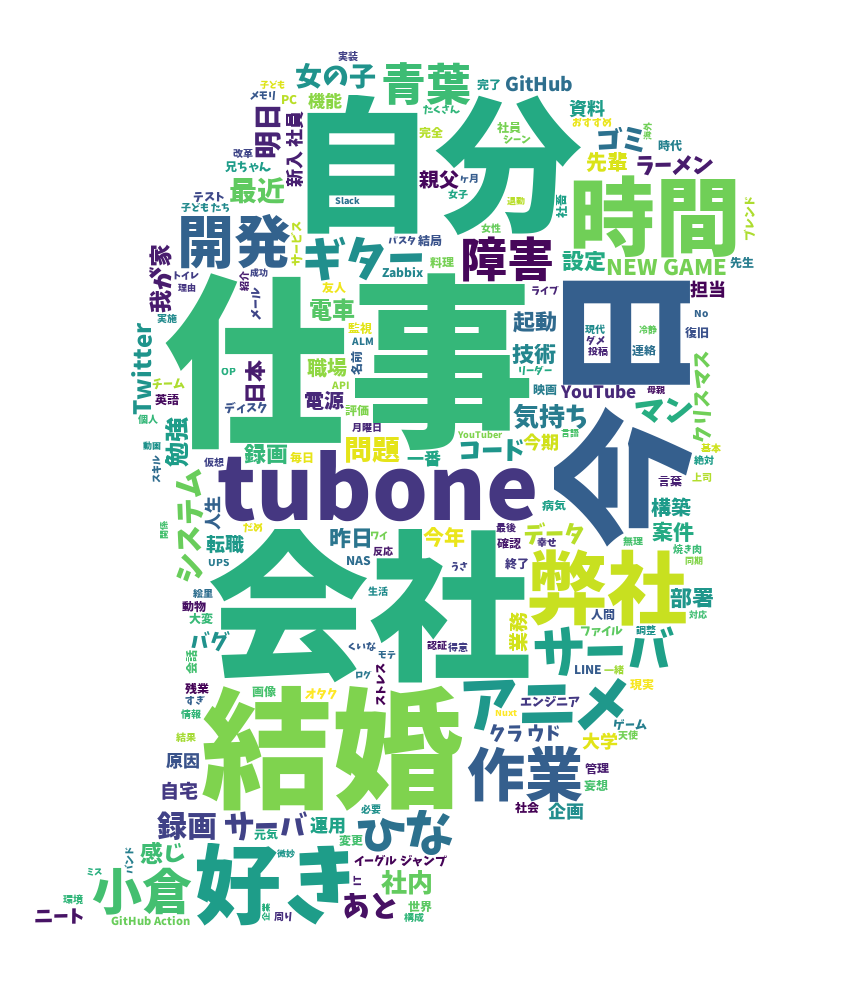 実装
女の子
青葉
完了
GitHub
子ども
メモリ
PC
機能
たくさん
資料
明日
新入
社員
自分
完全
社員
シーン
おすすめ
ゴミ
海外
時代
改革
兄ちゃん
最近
親父
ヶ月
先輩
ラーメン
テスト
子どもたち
Slack
女子
退勤
社畜
時間
ブレンド
開発
サービス
ギター
パスタ
結局
女性
障害
Zabbix
料理
設定
NEW GAME
先生
我が家
トイレ
理由
紹介
成功
メール
友人
電車
ライブ
担当
実施
仕事
監視
ALM
起動
今日
現代
ダメ
投稿
冷静
連絡
No
復旧
Twitter
チーム
英語
個人
OP
日本
ディスク
職場
名前
API
電源
評価
月曜日
技術
リーダー
映画
YouTube
母親
気持ち
マン
クリスマス
動画
スキル
勉強
録画
仮想
毎日
問題
一番
YouTuber
コード
今期
言語
基本
絶対
上司
言葉
システム
人生
tubone
病気
構築
案件
関係
だめ
転職
UPS
昨日
ワイ
反応
NAS
今年
最後
確認
データ
幸せ
無理
焼き肉
同期
絵里
動物
大変
生活
うさ
終了
会社
弊社
部署
人間
対応
バグ
会話
くいな
モテ
認証
得意
業務
ファイル
調整
サーバ
LINE
一緒
残業
すぎ
情報
画像
オタク
ログ
ストレス
アニメ
エンジニア
現実
Nuxt
ゲーム
天使
結婚
結果
原因
クラウド
大学
自宅
作業
管理
妄想
必要
社会
企画
録画
サーバ
元気
運用
変更
ひな
感じ
微妙
イーグルジャンプ
ミス
バンド
小倉
好き
IT
社内
環境
ニート
GitHub Action
周り
あと
世界
構成